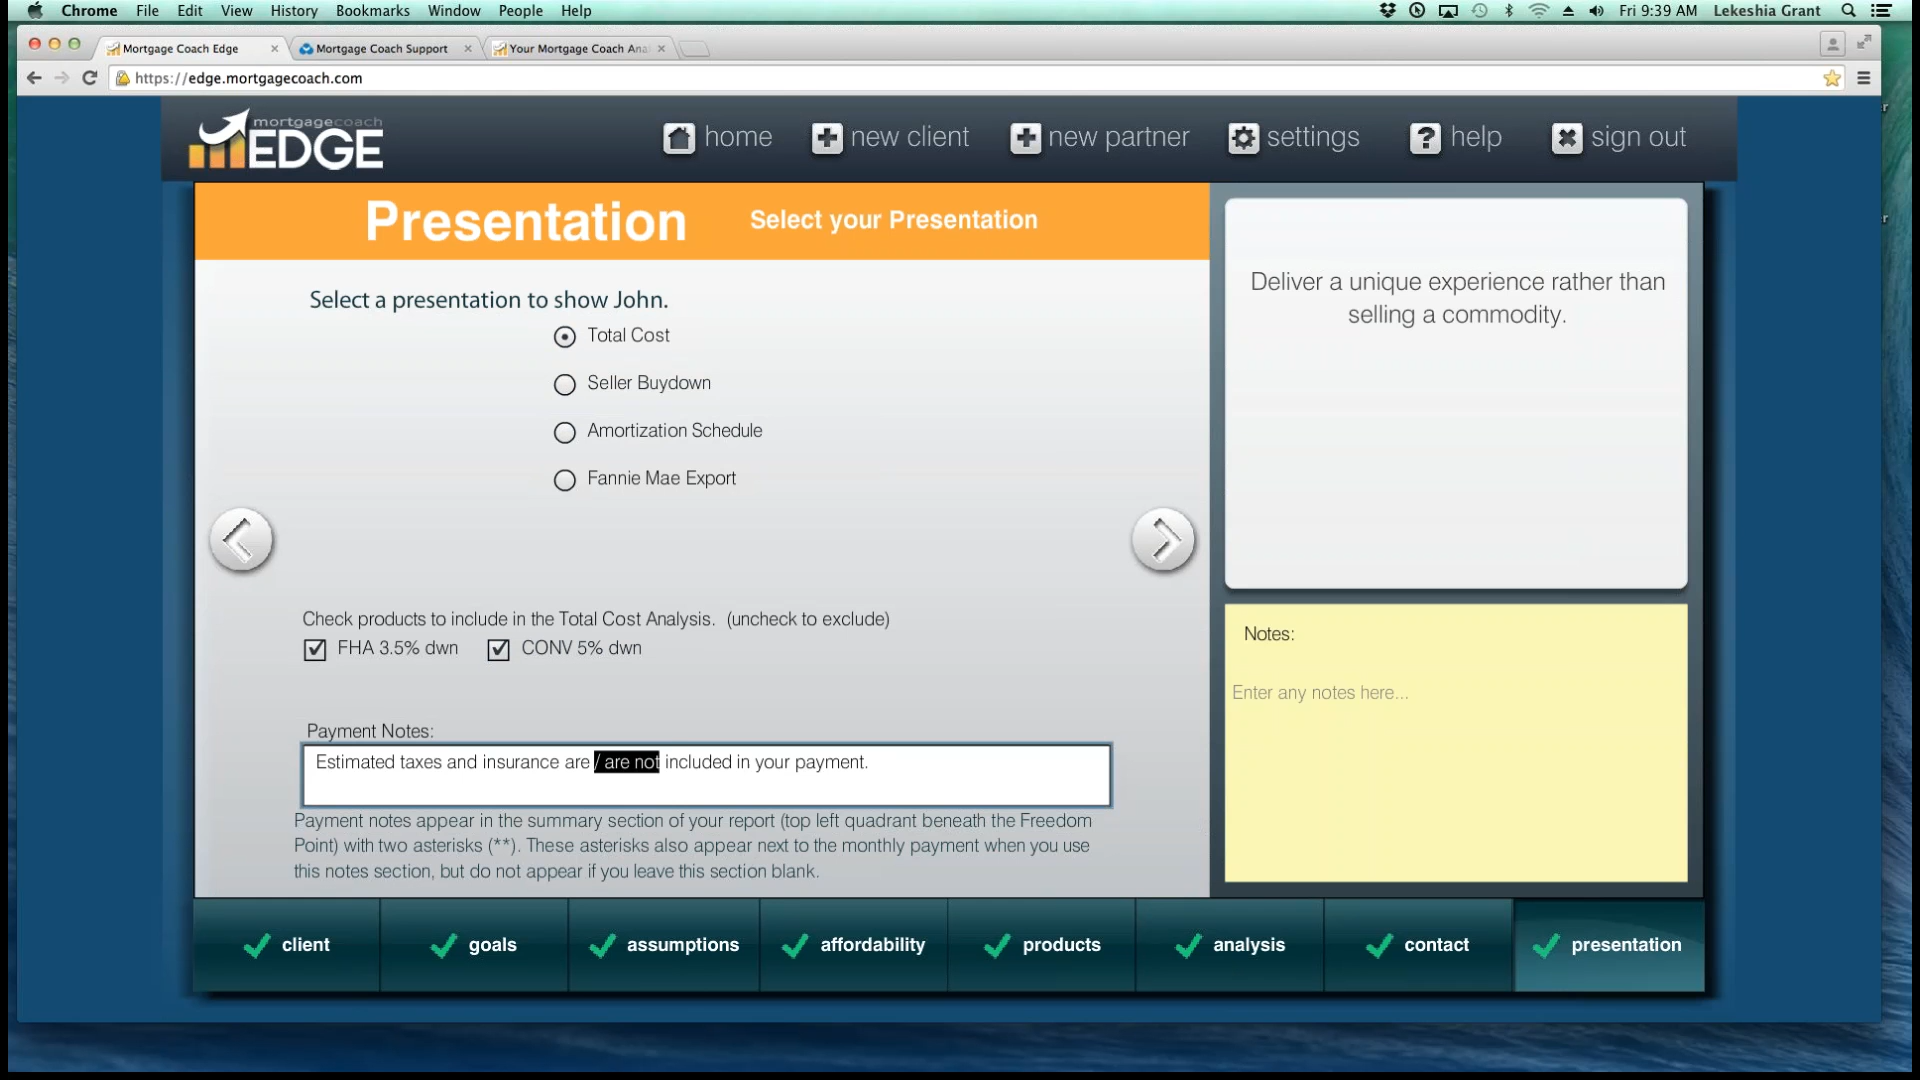 Chrome File Edit View History Bookmarks Window People Help Fri 9:39 AM Lekeshia Grant
Mortgage Coach Edge Mortgage Coach Support Your Mortgage Coach Ana
https://edge.mortgagecoach.com
mortgagecoach
EDGE
home new client new partner settings help sign out
Presentation Select your Presentation
Select a presentation to show John.
Total Cost
Seller Buydown
Amortization Schedule
Fannie Mae Export
Check products to include in the Total Cost Analysis. (uncheck to exclude)
FHA 3.5% dwn CONV 5% dwn
Payment Notes:
Estimated taxes and insurance are / are not included in your payment.
Payment notes appear in the summary section of your report (top left quadrant beneath the Freedom
Point) with two asterisks (**). These asterisks also appear next to the monthly payment when you use
this notes section, but do not appear if you leave this section blank.
Deliver a unique experience rather than
selling a commodity.
Notes:
Enter any notes here...
client goals assumptions affordability products analysis contact presentation